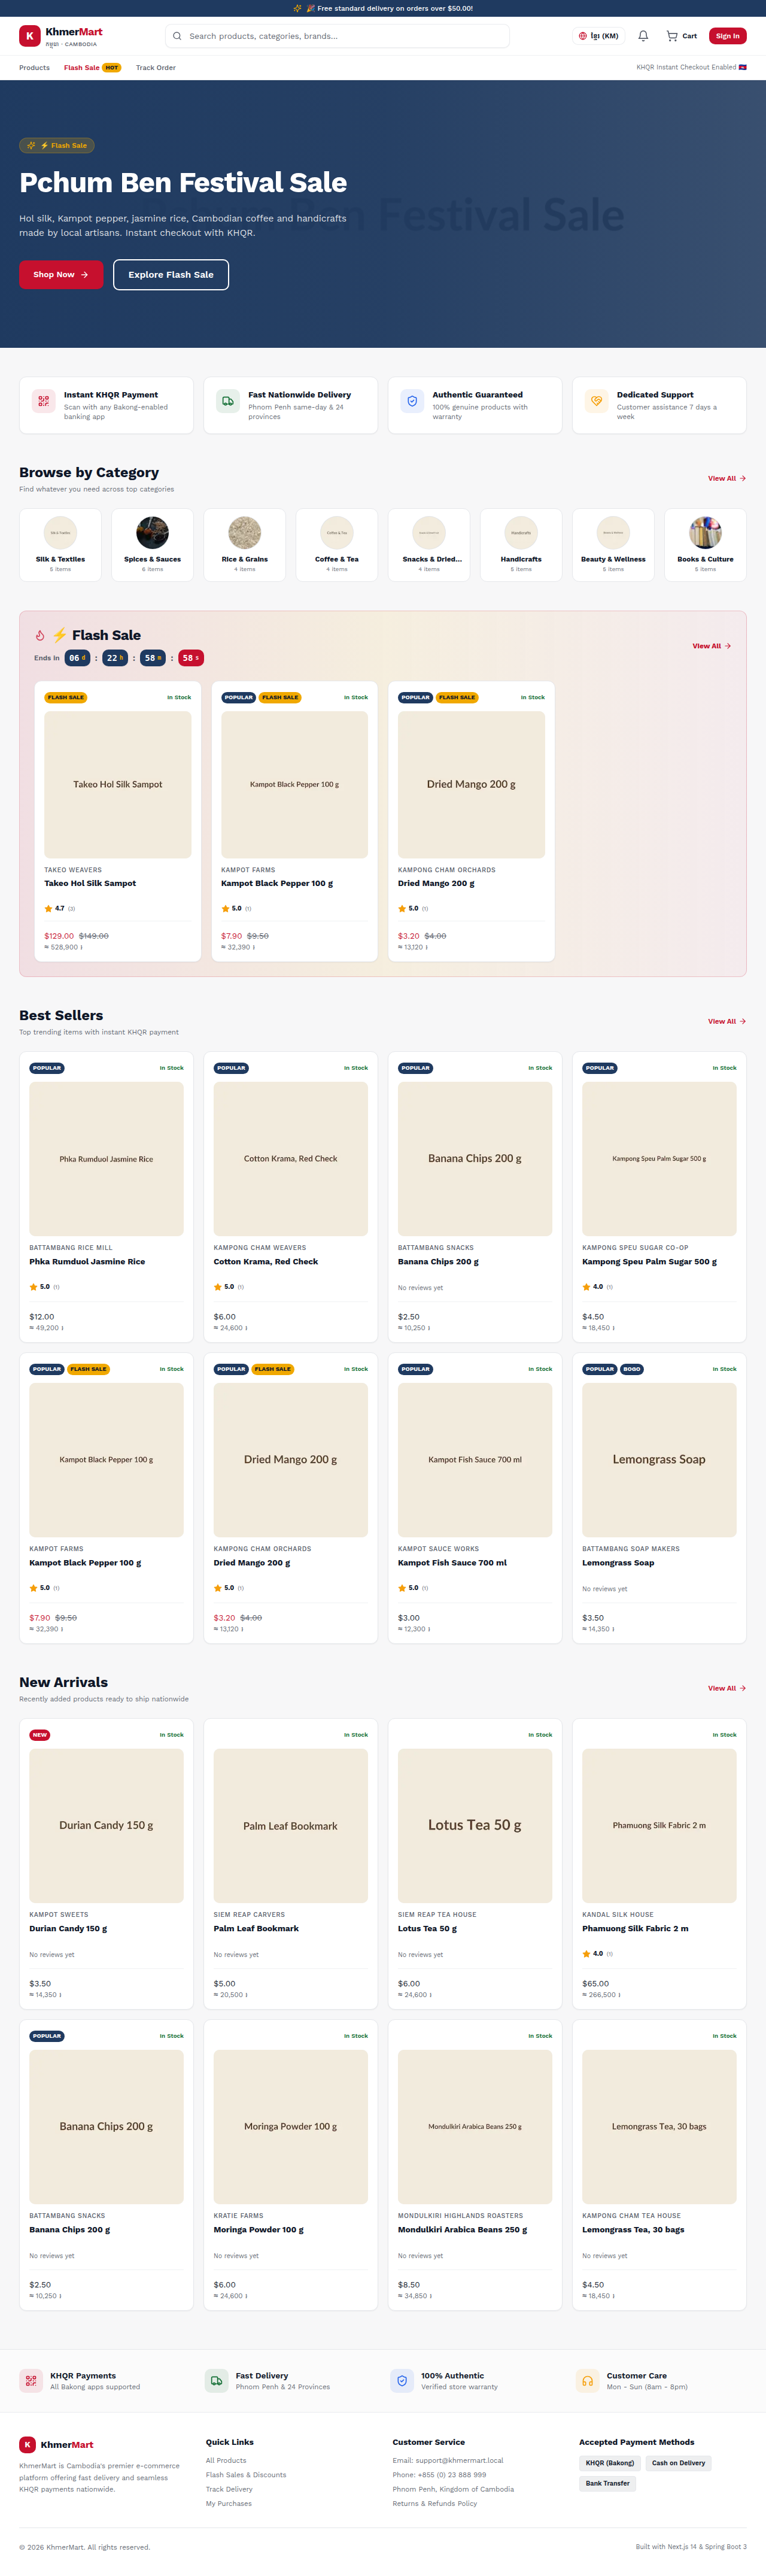 🎉 Free standard delivery on orders over $50.00!
K
KhmerMart
កម្ពុជា · CAMBODIA
Search products, categories, brands...
ខ្មែរ (KM)
Cart
Sign In
Products
Flash Sale HOT
Track Order
KHQR Instant Checkout Enabled 🇰🇭
⚡ Flash Sale
Pchum Ben Festival Sale
Festival Sale
Hol silk, Kampot pepper, jasmine rice, Cambodian coffee and handicrafts
made by local artisans. Instant checkout with KHQR.
Shop Now
Explore Flash Sale
Instant KHQR Payment
Scan with any Bakong-enabled
banking app
Fast Nationwide Delivery
Phnom Penh same-day & 24
provinces
Authentic Guaranteed
100% genuine products with
warranty
Dedicated Support
Customer assistance 7 days a
week
Browse by Category
Find whatever you need across top categories
View All
Silk & Textiles
Coffee & Tea
Handicrafts
Silk & Textiles
Spices & Sauces
Rice & Grains
Coffee & Tea
Snacks & Dried...
Handicrafts
Beauty & Wellness
Books & Culture
4 items
4 items
4 items
⚡ Flash Sale
View All
Ends in 06 d : 22 h : 58 m : 58 s
FLASH SALE In Stock
POPULAR FLASH SALE In Stock
POPULAR FLASH SALE In Stock
Takeo Hol Silk Sampot
Kampot Black Pepper 100 g
Dried Mango 200 g
TAKEO WEAVERS
Takeo Hol Silk Sampot
4.7 (3)
$129.00 $149.00
≈ 528,900 ៛
KAMPOT FARMS
Kampot Black Pepper 100 g
5.0 (1)
$7.90 $9.50
≈ 32,390 ៛
KAMPONG CHAM ORCHARDS
Dried Mango 200 g
5.0 (1)
$3.20 $4.00
≈ 13,120 ៛
Best Sellers
Top trending items with instant KHQR payment
View All
POPULAR In Stock
Phka Rumduol Jasmine Rice
BATTAMBANG RICE MILL
Phka Rumduol Jasmine Rice
5.0 (1)
$12.00
≈ 49,200 ៛
POPULAR In Stock
Cotton Krama, Red Check
KAMPONG CHAM WEAVERS
Cotton Krama, Red Check
5.0 (1)
$6.00
≈ 24,600 ៛
POPULAR In Stock
Banana Chips 200 g
BATTAMBANG SNACKS
Banana Chips 200 g
No reviews yet
$2.50
≈ 10,250 ៛
POPULAR In Stock
Kampong Speu Palm Sugar 500 g
KAMPONG SPEU SUGAR CO-OP
Kampong Speu Palm Sugar 500 g
4.0 (1)
$4.50
≈ 18,450 ៛
POPULAR FLASH SALE In Stock
Kampot Black Pepper 100 g
KAMPOT FARMS
Kampot Black Pepper 100 g
5.0 (1)
$7.90 $9.50
≈ 32,390 ៛
POPULAR FLASH SALE In Stock
Dried Mango 200 g
KAMPONG CHAM ORCHARDS
Dried Mango 200 g
5.0 (1)
$3.20 $4.00
≈ 13,120 ៛
POPULAR In Stock
Kampot Fish Sauce 700 ml
KAMPOT SAUCE WORKS
Kampot Fish Sauce 700 ml
5.0 (1)
$3.00
≈ 12,300 ៛
POPULAR BOGO In Stock
Lemongrass Soap
BATTAMBANG SOAP MAKERS
Lemongrass Soap
No reviews yet
$3.50
≈ 14,350 ៛
New Arrivals
Recently added products ready to ship nationwide
View All
NEW In Stock
Durian Candy 150 g
KAMPOT SWEETS
Durian Candy 150 g
No reviews yet
$3.50
≈ 14,350 ៛
In Stock
Palm Leaf Bookmark
SIEM REAP CARVERS
Palm Leaf Bookmark
No reviews yet
$5.00
≈ 20,500 ៛
In Stock
Lotus Tea 50 g
SIEM REAP TEA HOUSE
Lotus Tea 50 g
No reviews yet
$6.00
≈ 24,600 ៛
In Stock
Phamuong Silk Fabric 2 m
KANDAL SILK HOUSE
Phamuong Silk Fabric 2 m
4.0 (1)
$65.00
≈ 266,500 ៛
POPULAR In Stock
Banana Chips 200 g
BATTAMBANG SNACKS
Banana Chips 200 g
No reviews yet
$2.50
≈ 10,250 ៛
In Stock
Moringa Powder 100 g
KRATIE FARMS
Moringa Powder 100 g
No reviews yet
$6.00
≈ 24,600 ៛
In Stock
Mondulkiri Arabica Beans 250 g
MONDULKIRI HIGHLANDS ROASTERS
Mondulkiri Arabica Beans 250 g
No reviews yet
$8.50
≈ 34,850 ៛
In Stock
Lemongrass Tea, 30 bags
KAMPONG CHAM TEA HOUSE
Lemongrass Tea, 30 bags
No reviews yet
$4.50
≈ 18,450 ៛
KHQR Payments
All Bakong apps supported
Fast Delivery
Phnom Penh & 24 Provinces
100% Authentic
Verified store warranty
Customer Care
Mon - Sun (8am - 8pm)
K KhmerMart
KhmerMart is Cambodia's premier e-commerce
platform offering fast delivery and seamless
KHQR payments nationwide.
Quick Links
All Products
Flash Sales & Discounts
Track Delivery
My Purchases
Customer Service
Email: support@khmermart.local
Phone: +855 (0) 23 888 999
Phnom Penh, Kingdom of Cambodia
Returns & Refunds Policy
Accepted Payment Methods
KHQR (Bakong)
Cash on Delivery
Bank Transfer
© 2026 KhmerMart. All rights reserved.
Built with Next.js 14 & Spring Boot 3